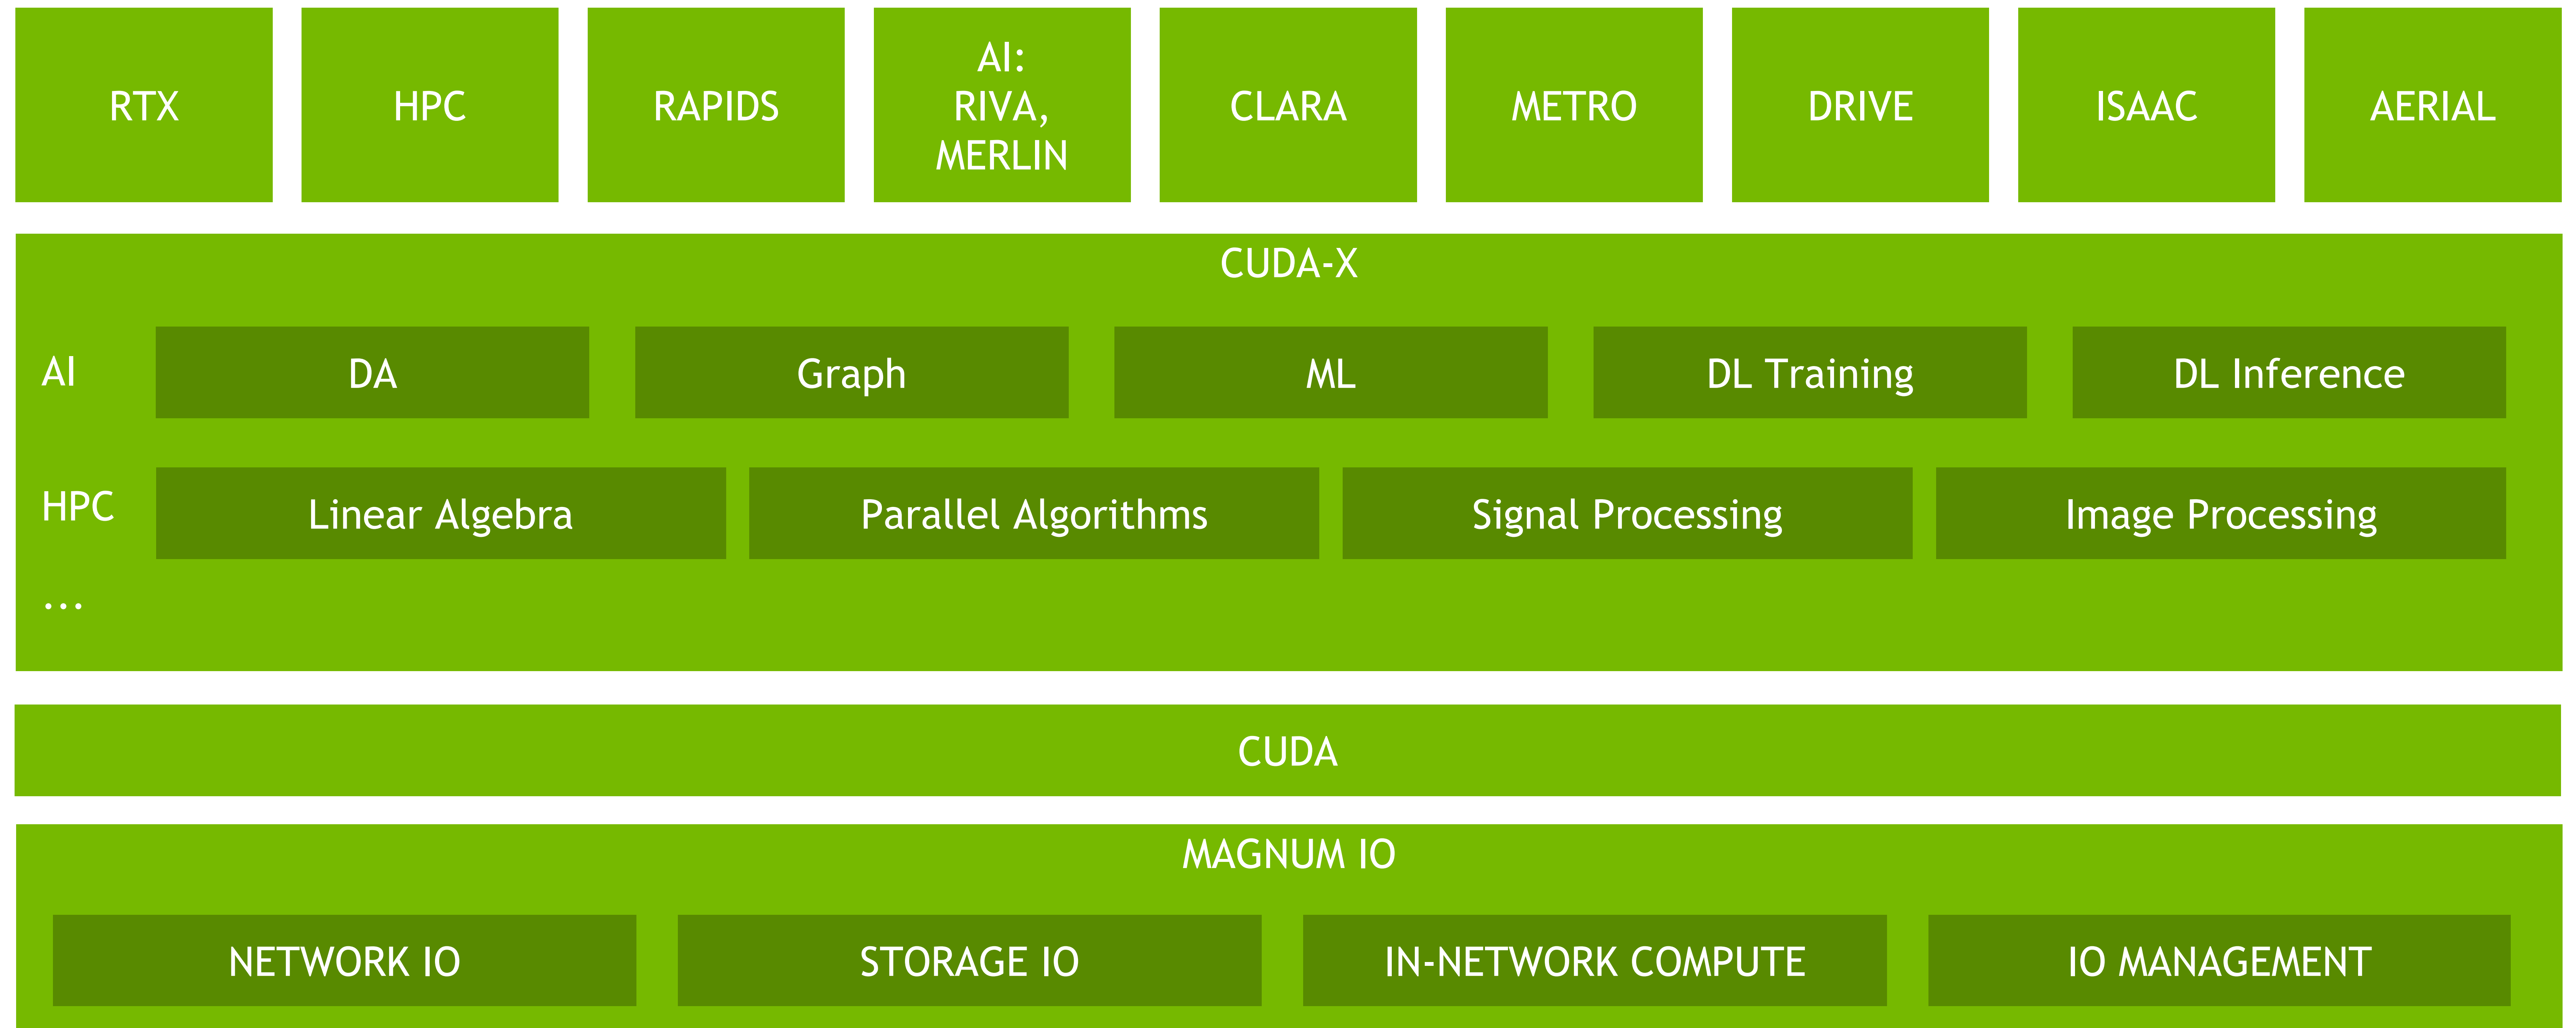 RTX
HPC
RAPIDS
AI:
RIVA,
MERLIN
CLARA
METRO
DRIVE
ISAAC
AERIAL
CUDA-X
AI
DA
Graph
ML
DL Training
DL Inference
HPC
Linear Algebra
Parallel Algorithms
Signal Processing
Image Processing
...
CUDA
MAGNUM IO
NETWORK IO
STORAGE IO
IN-NETWORK COMPUTE
IO MANAGEMENT